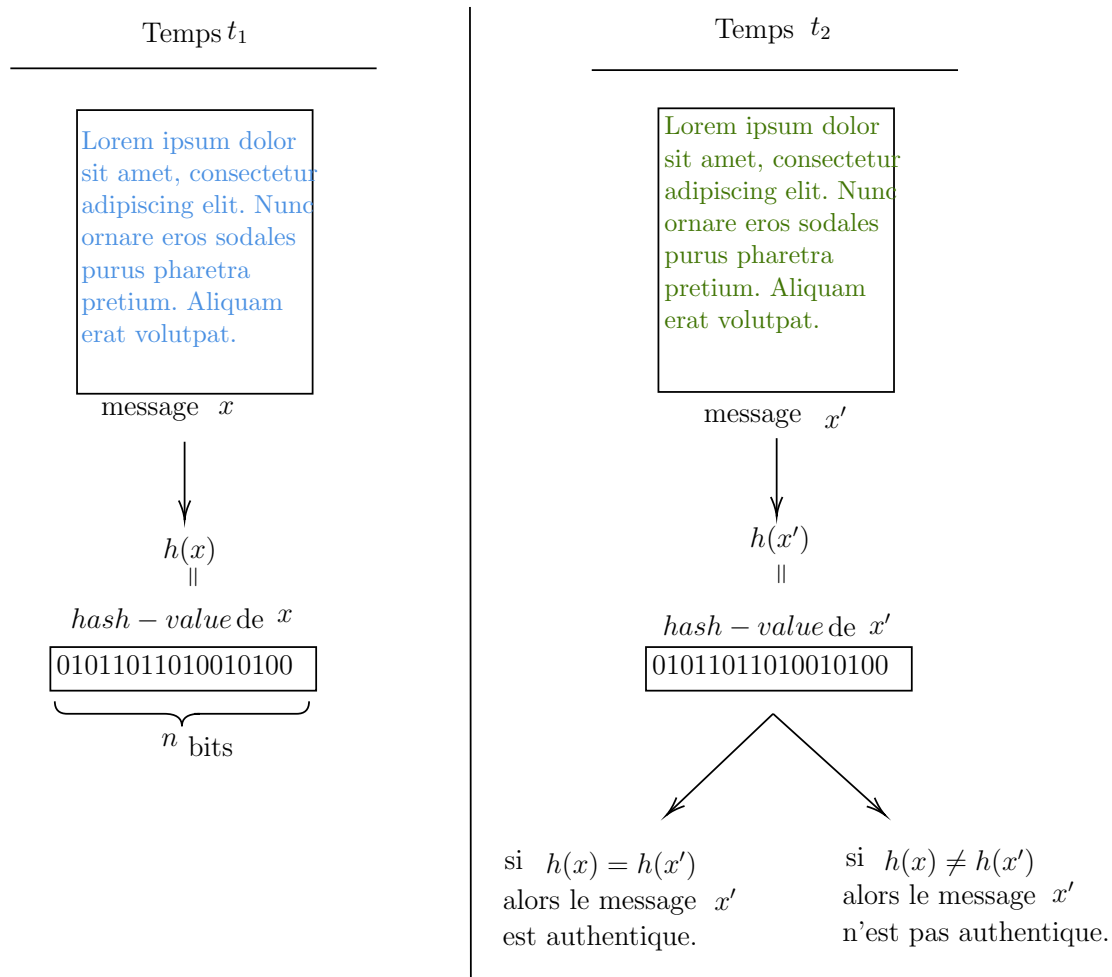 Temps t₁
Lorem ipsum dolor
sit amet, consectetur
adipiscing elit. Nunc
ornare eros sodales
purus pharetra
pretium. Aliquam
erat volutpat.
message x
h(x)
=
hash − value de x
01011011010010100
n bits
Temps t₂
Lorem ipsum dolor
sit amet, consectetur
adipiscing elit. Nunc
ornare eros sodales
purus pharetra
pretium. Aliquam
erat volutpat.
message x′
h(x′)
=
hash − value de x′
01011011010010100
si h(x) = h(x′)
alors le message x′
est authentique.
si h(x) ≠ h(x′)
alors le message x′
n'est pas authentique.